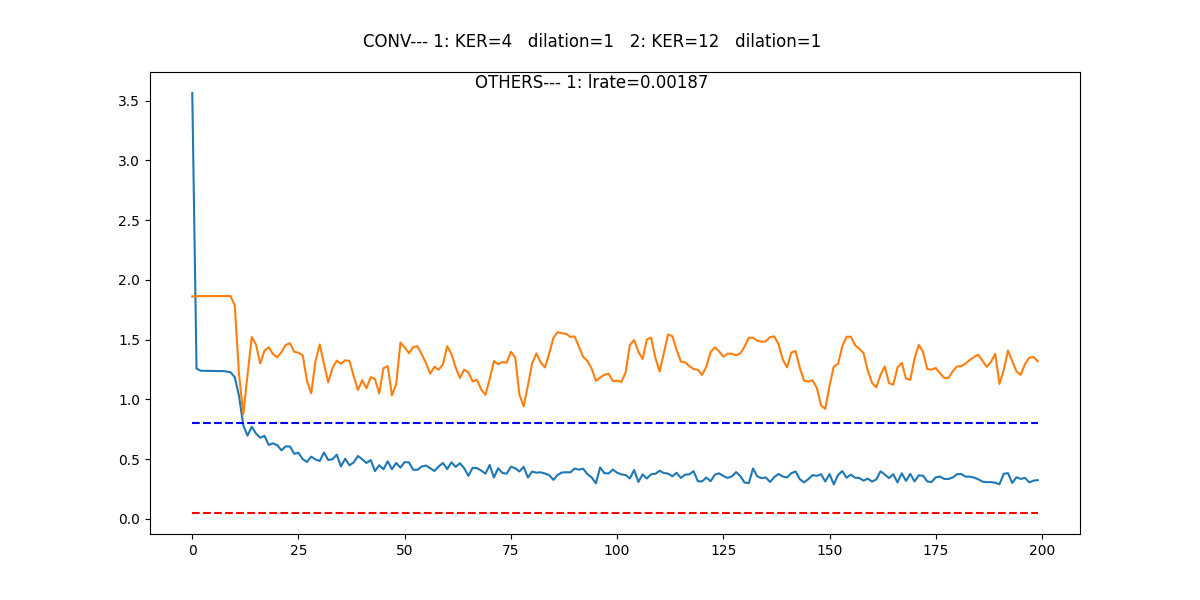 CONV--- 1: KER=4   dilation=1   2: KER=12   dilation=1
OTHERS--- 1: lrate=0.00187
3.5
3.0
2.5
2.0
1.5
1.0
0.5
0.0
0 25 50 75 100 125 150 175 200